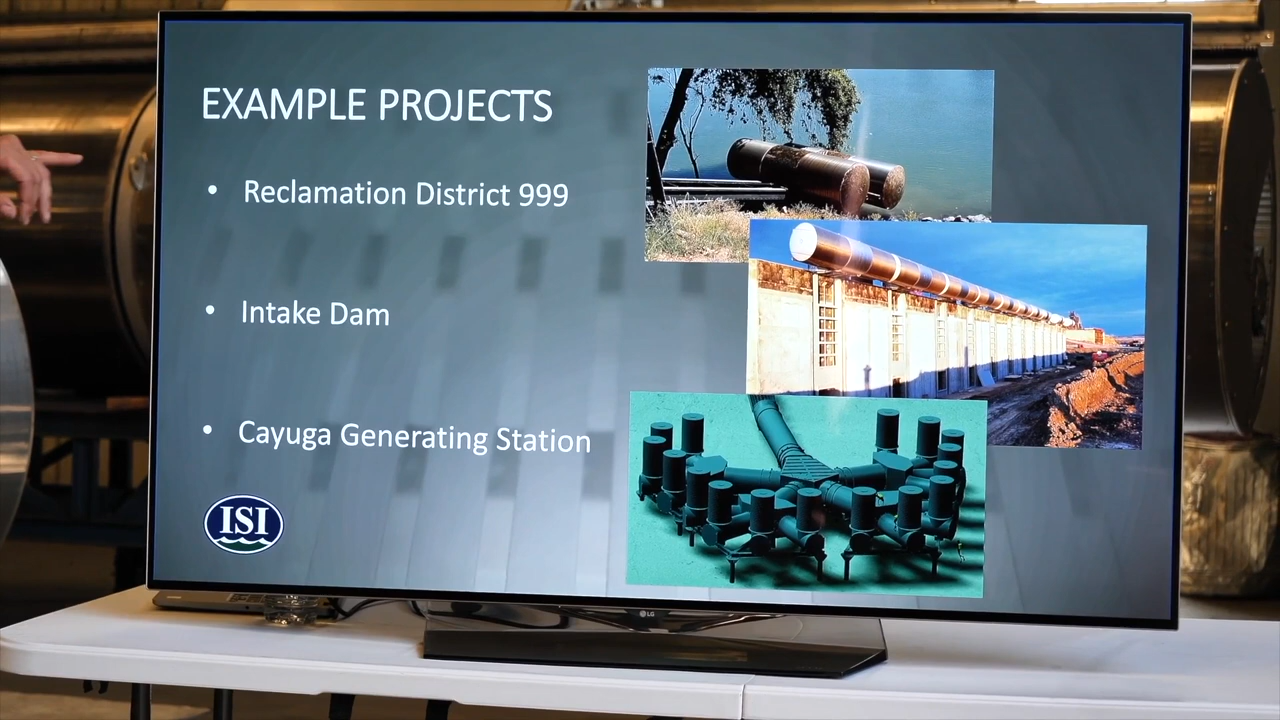 EXAMPLE PROJECTS
• Reclamation District 999
• Intake Dam
• Cayuga Generating Station
ISI
LG